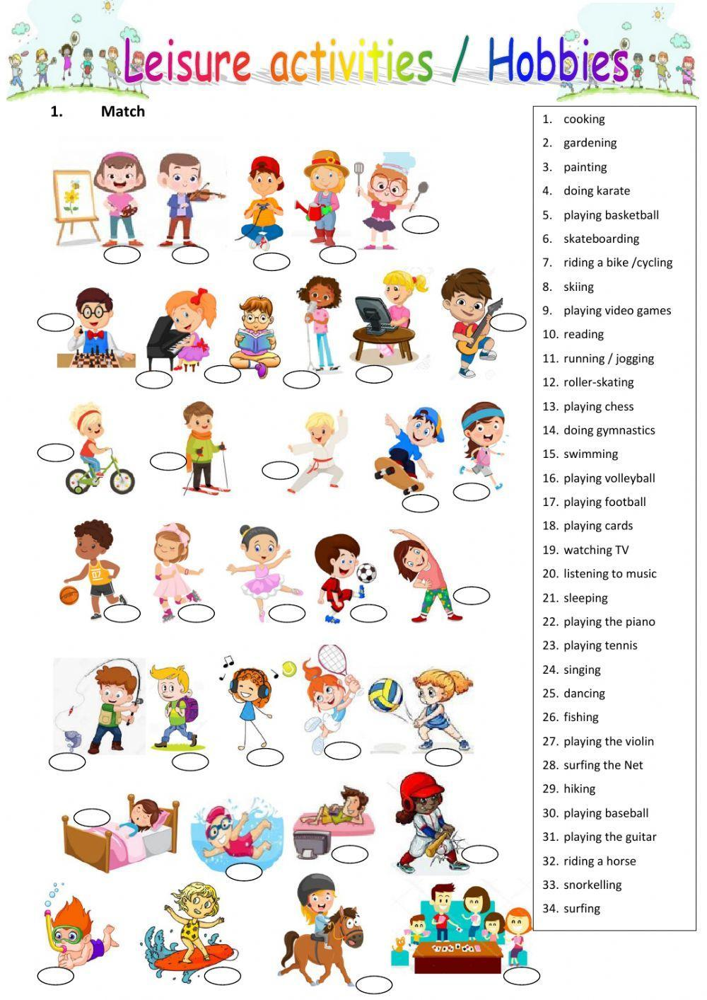 Leisure activities / Hobbies
1. Match
1. cooking
2. gardening
3. painting
4. doing karate
5. playing basketball
6. skateboarding
7. riding a bike /cycling
8. skiing
9. playing video games
10. reading
11. running / jogging
12. roller-skating
13. playing chess
14. doing gymnastics
15. swimming
16. playing volleyball
17. playing football
18. playing cards
19. watching TV
20. listening to music
21. sleeping
22. playing the piano
23. playing tennis
24. singing
25. dancing
26. fishing
27. playing the violin
28. surfing the Net
29. hiking
30. playing baseball
31. playing the guitar
32. riding a horse
33. snorkelling
34. surfing